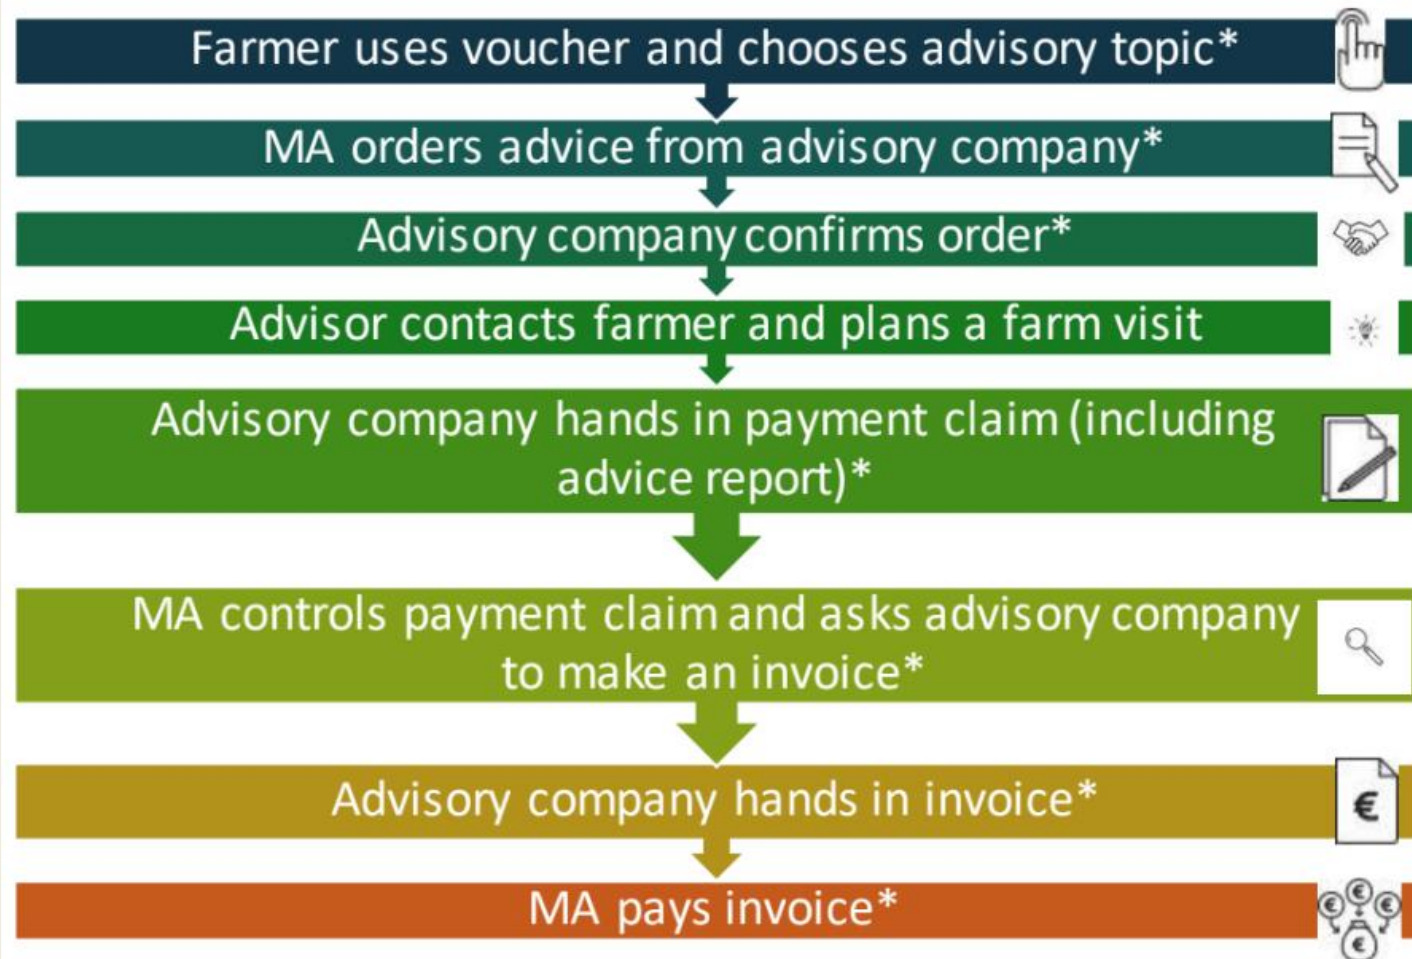 Farmer uses voucher and chooses advisory topic*
MA orders advice from advisory company*
Advisory company confirms order*
Advisor contacts farmer and plans a farm visit
Advisory company hands in payment claim (including
advice report)*
MA controls payment claim and asks advisory company
to make an invoice*
Advisory company hands in invoice*
€
MA pays invoice*
€
€ €
€